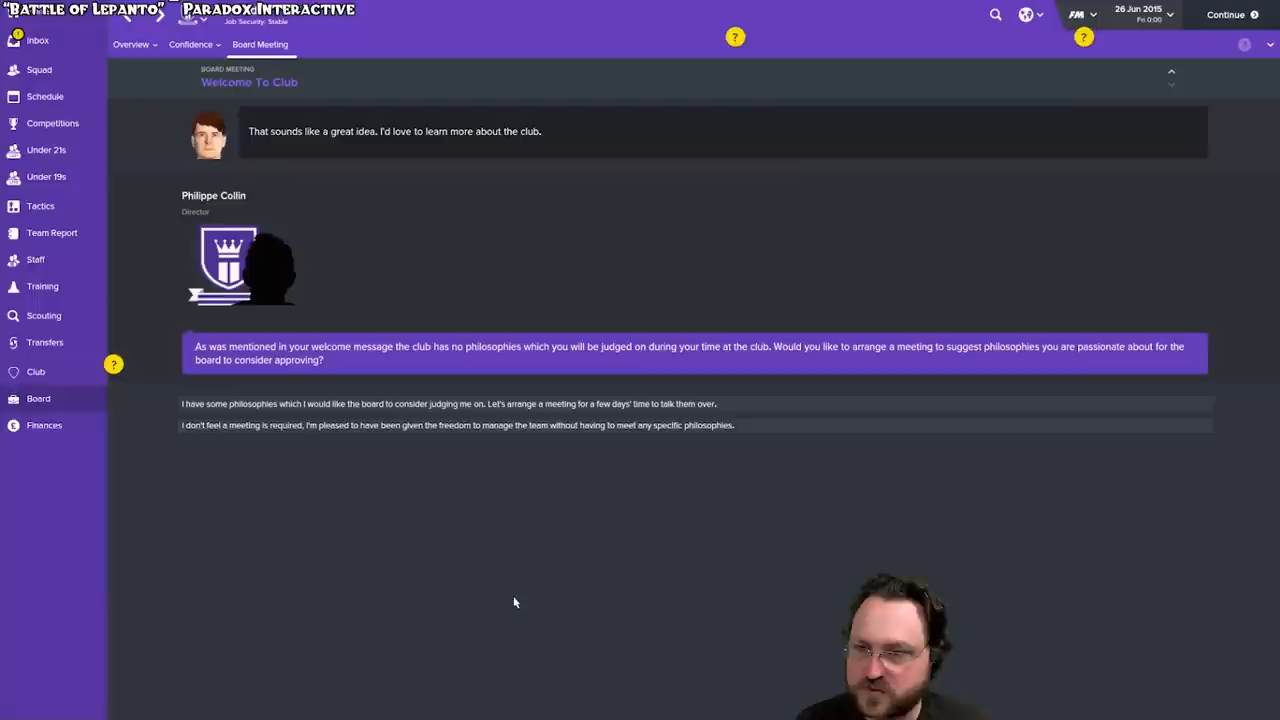 "Battle of Lepanto" – Paradox Interactive
Job Security: Stable
26 Jun 2015
Fri 0:00
FM
Continue
Inbox
Overview
Confidence
Board Meeting
Squad
Schedule
Competitions
Under 21s
Under 19s
Tactics
Team Report
Staff
Training
Scouting
Transfers
Club
Board
Finances
BOARD MEETING
Welcome To Club
That sounds like a great idea. I'd love to learn more about the club.
Philippe Collin
Director
As was mentioned in your welcome message the club has no philosophies which you will be judged on during your time at the club. Would you like to arrange a meeting to suggest philosophies you are passionate about for the
board to consider approving?
I have some philosophies which I would like the board to consider judging me on. Let's arrange a meeting for a few days' time to talk them over.
I don't feel a meeting is required, I'm pleased to have been given the freedom to manage the team without having to meet any specific philosophies.